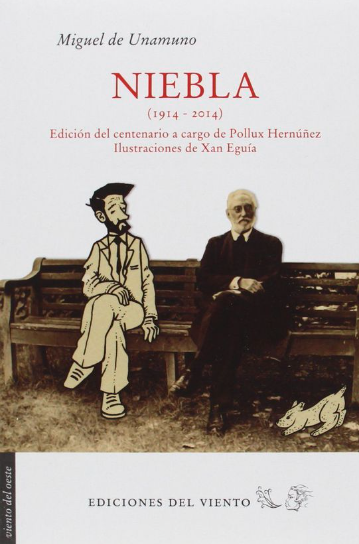 Miguel de Unamuno
NIEBLA
(1914 - 2014)
Edición del centenario a cargo de Pollux Hernúñez
Ilustraciones de Xan Eguía
viento del oeste
EDICIONES DEL VIENTO